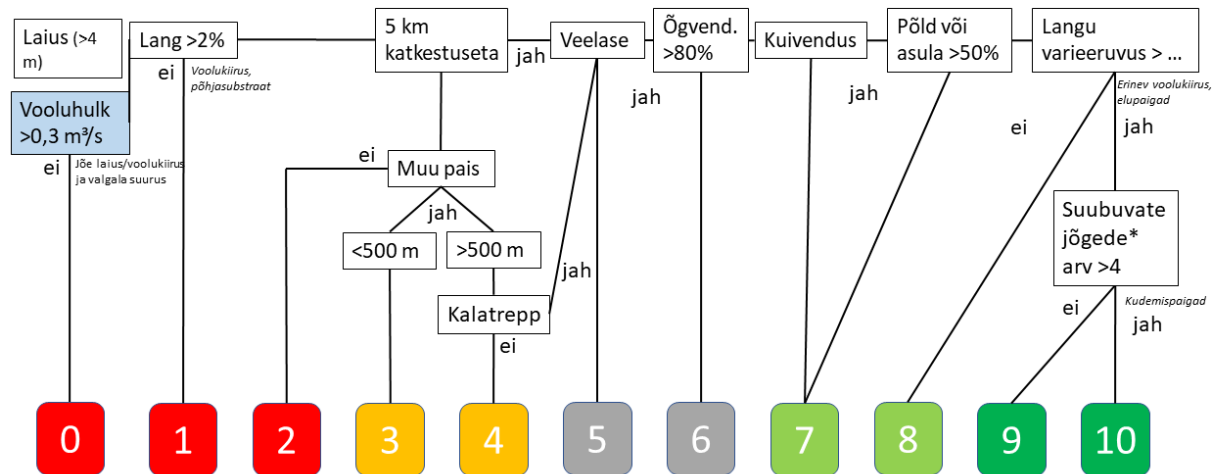 Laius (>4
m)
Lang >2%
5 km
katkestuseta
jah
Veelase
Õgvend.
>80%
Kuivendus
Põld või
asula >50%
Langu
varieeruvus > ...
ei
Voolukiirus,
põhjasubstraat
jah
jah
Erinev voolukiirus,
elupaigad
Vooluhulk
>0,3 m³/s
ei
jah
ei
Jõe laius/voolukiirus
ja valgala suurus
ei
Muu pais
jah
Suubuvate
jõgede*
arv >4
<500 m
>500 m
jah
Kalatrepp
ei
ei
Kudemispaigad
jah
0
1
2
3
4
5
6
7
8
9
10